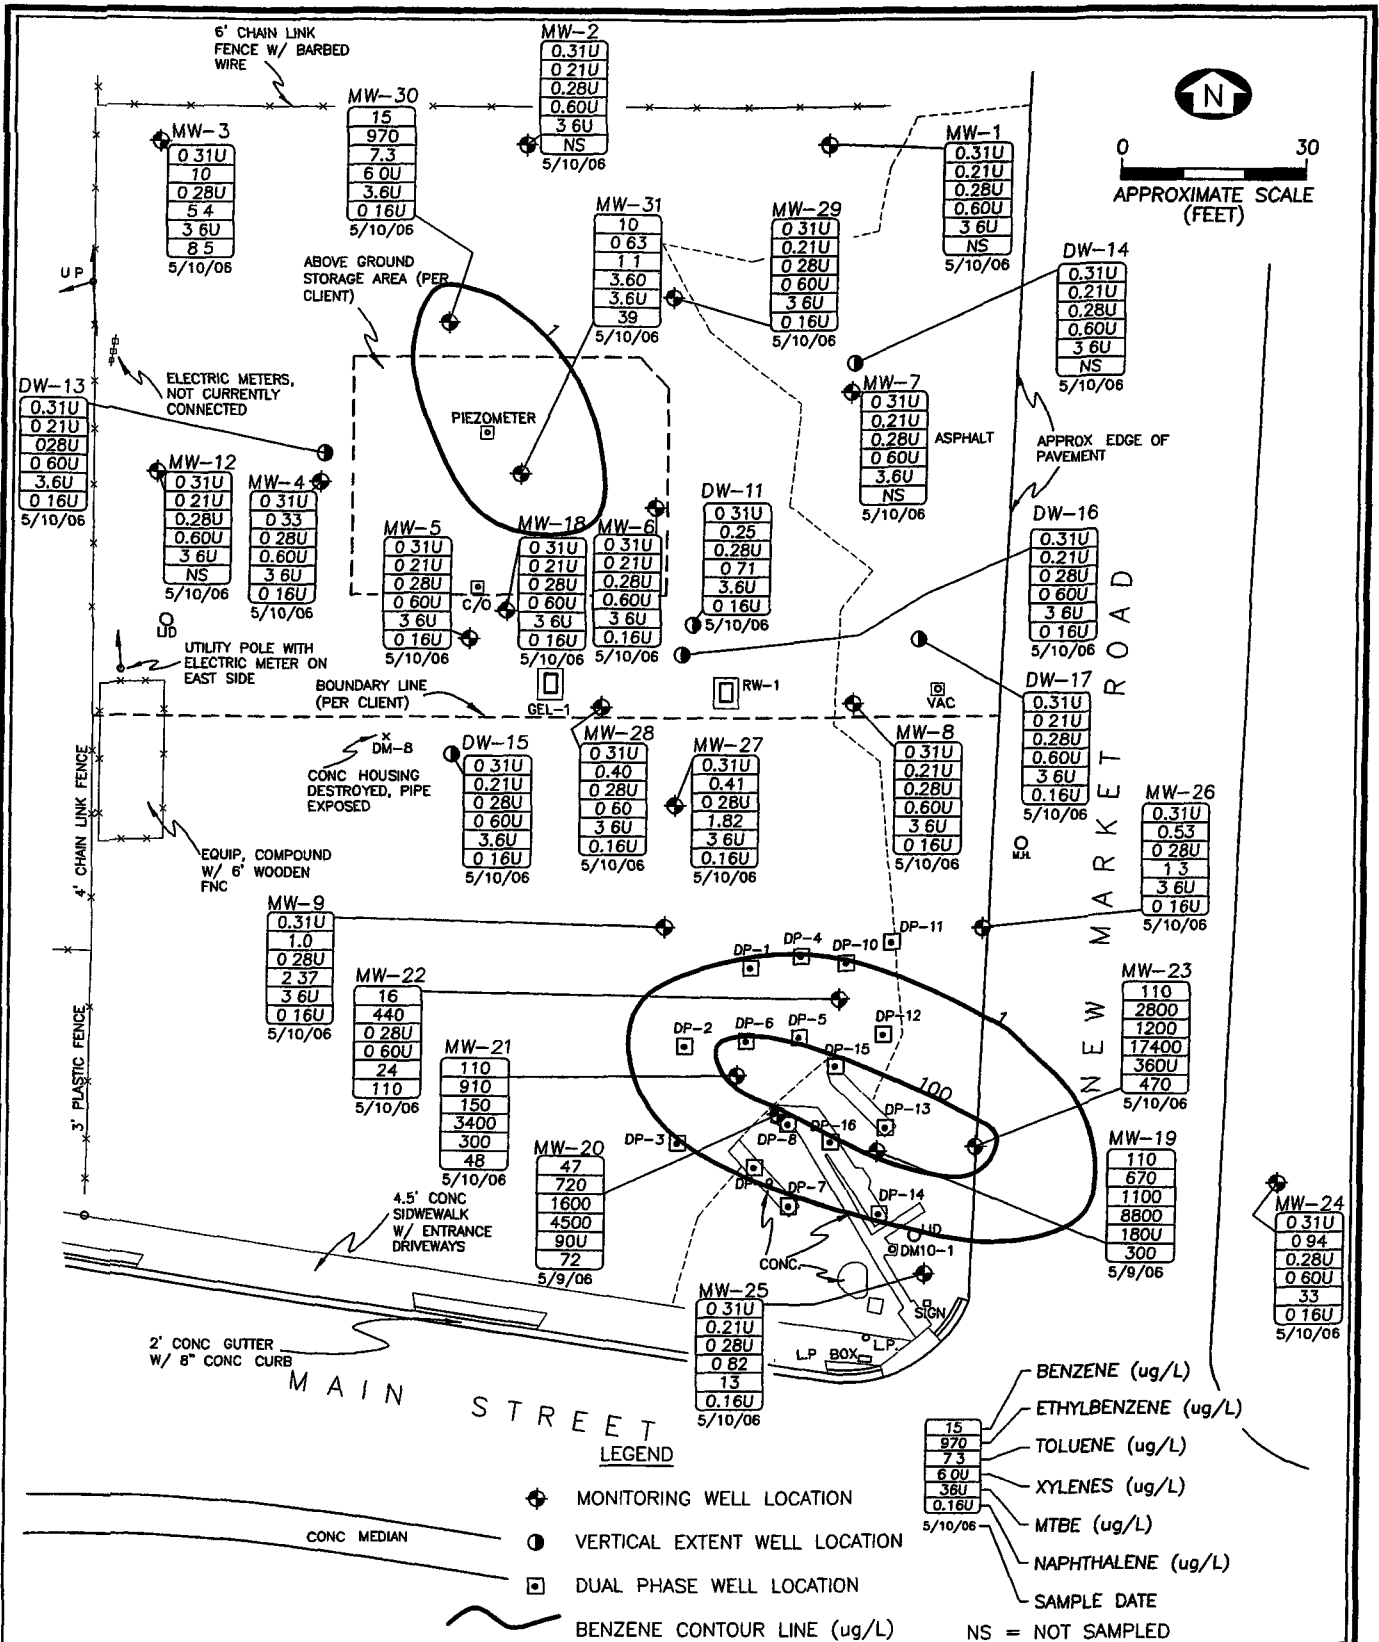 6' CHAIN LINK
FENCE W/ BARBED
WIRE
MW-2
0.31U
0 21U
0.28U
0.60U
3 6U
NS
5/10/06
MW-30
15
970
7.3
6 0U
3.6U
0 16U
5/10/06
MW-3
0 31U
10
0 28U
5 4
3 6U
8 5
5/10/06
MW-1
0.31U
0.21U
0.28U
0.60U
3 6U
NS
5/10/06
N
0 30
APPROXIMATE SCALE
(FEET)
MW-31
10
0 63
1 1
3.60
3.6U
39
5/10/06
MW-29
0 31U
0.21U
0 28U
0 60U
3 6U
0 16U
5/10/06
DW-14
0.31U
0.21U
0.28U
0.60U
3 6U
NS
5/10/06
ABOVE GROUND
STORAGE AREA (PER
CLIENT)
U P
1
ELECTRIC METERS,
NOT CURRENTLY
CONNECTED
DW-13
0.31U
0 21U
028U
0 60U
3.6U
0 16U
5/10/06
PIEZOMETER
MW-7
0 31U
0.21U
0.28U
0 60U
3.6U
NS
5/10/06
ASPHALT
APPROX EDGE OF
PAVEMENT
MW-12
0 31U
0.21U
0.28U
0.60U
3 6U
NS
5/10/06
MW-4
0 31U
0 33
0 28U
0.60U
3 6U
0 16U
5/10/06
MW-5
0 31U
0 21U
0 28U
0 60U
3 6U
0 16U
5/10/06
C/O
MW-18
0 31U
0 21U
0 28U
0 60U
3 6U
0 16U
5/10/06
MW-6
0 31U
0 21U
0.28U
0.60U
3 6U
0.16U
5/10/06
DW-11
0 31U
0.25
0.28U
0 71
3.6U
0 16U
5/10/06
DW-16
0.31U
0.21U
0 28U
0 60U
3 6U
0 16U
5/10/06
LID
UTILITY POLE WITH
ELECTRIC METER ON
EAST SIDE
BOUNDARY LINE
(PER CLIENT)
GEL-1
RW-1
VAC
DW-17
0.31U
0 21U
0.28U
0.60U
3 6U
0.16U
5/10/06
DM-8
CONC HOUSING
DESTROYED, PIPE
EXPOSED
DW-15
0 31U
0.21U
0 28U
0 60U
3.6U
0 16U
5/10/06
MW-28
0 31U
0.40
0 28U
0 60
3 6U
0.16U
5/10/06
MW-27
0.31U
0.41
0 28U
1.82
3 6U
0.16U
5/10/06
MW-8
0.31U
0.21U
0.28U
0.60U
3 6U
0 16U
5/10/06
MW-26
0.31U
0.53
0 28U
1 3
3 6U
0 16U
5/10/06
M.H.
NEW MARKET ROAD
4' CHAIN LINK FENCE
EQUIP, COMPOUND
W/ 6' WOODEN
FNC
MW-9
0.31U
1.0
0 28U
2 37
3 6U
0 16U
5/10/06
MW-22
16
440
0 28U
0 60U
24
110
5/10/06
MW-21
110
910
150
3400
300
48
5/10/06
MW-20
47
720
1600
4500
90U
72
5/9/06
DP-1
DP-4
DP-10
DP-11
DP-2
DP-6
DP-5
DP-12
DP-15
1
100
DP-13
DP-3
DP-8
DP-16
DP-7
DP-14
MW-23
110
2800
1200
17400
360U
470
5/10/06
MW-19
110
670
1100
8800
180U
300
5/9/06
MW-24
0 31U
0 94
0.28U
0 60U
33
0 16U
5/10/06
3' PLASTIC FENCE
4.5' CONC
SIDWEWALK
W/ ENTRANCE
DRIVEWAYS
CONC.
LID
DM10-1
SIGN
L.P.
L.P BOX
MW-25
0 31U
0.21U
0 28U
0 82
13
0.16U
5/10/06
2' CONC GUTTER
W/ 8" CONC CURB
MAIN STREET
LEGEND
MONITORING WELL LOCATION
VERTICAL EXTENT WELL LOCATION
DUAL PHASE WELL LOCATION
BENZENE CONTOUR LINE (ug/L)
CONC MEDIAN
15
970
7 3
6 0U
36U
0.16U
5/10/06
BENZENE (ug/L)
ETHYLBENZENE (ug/L)
TOLUENE (ug/L)
XYLENES (ug/L)
MTBE (ug/L)
NAPHTHALENE (ug/L)
SAMPLE DATE
NS = NOT SAMPLED